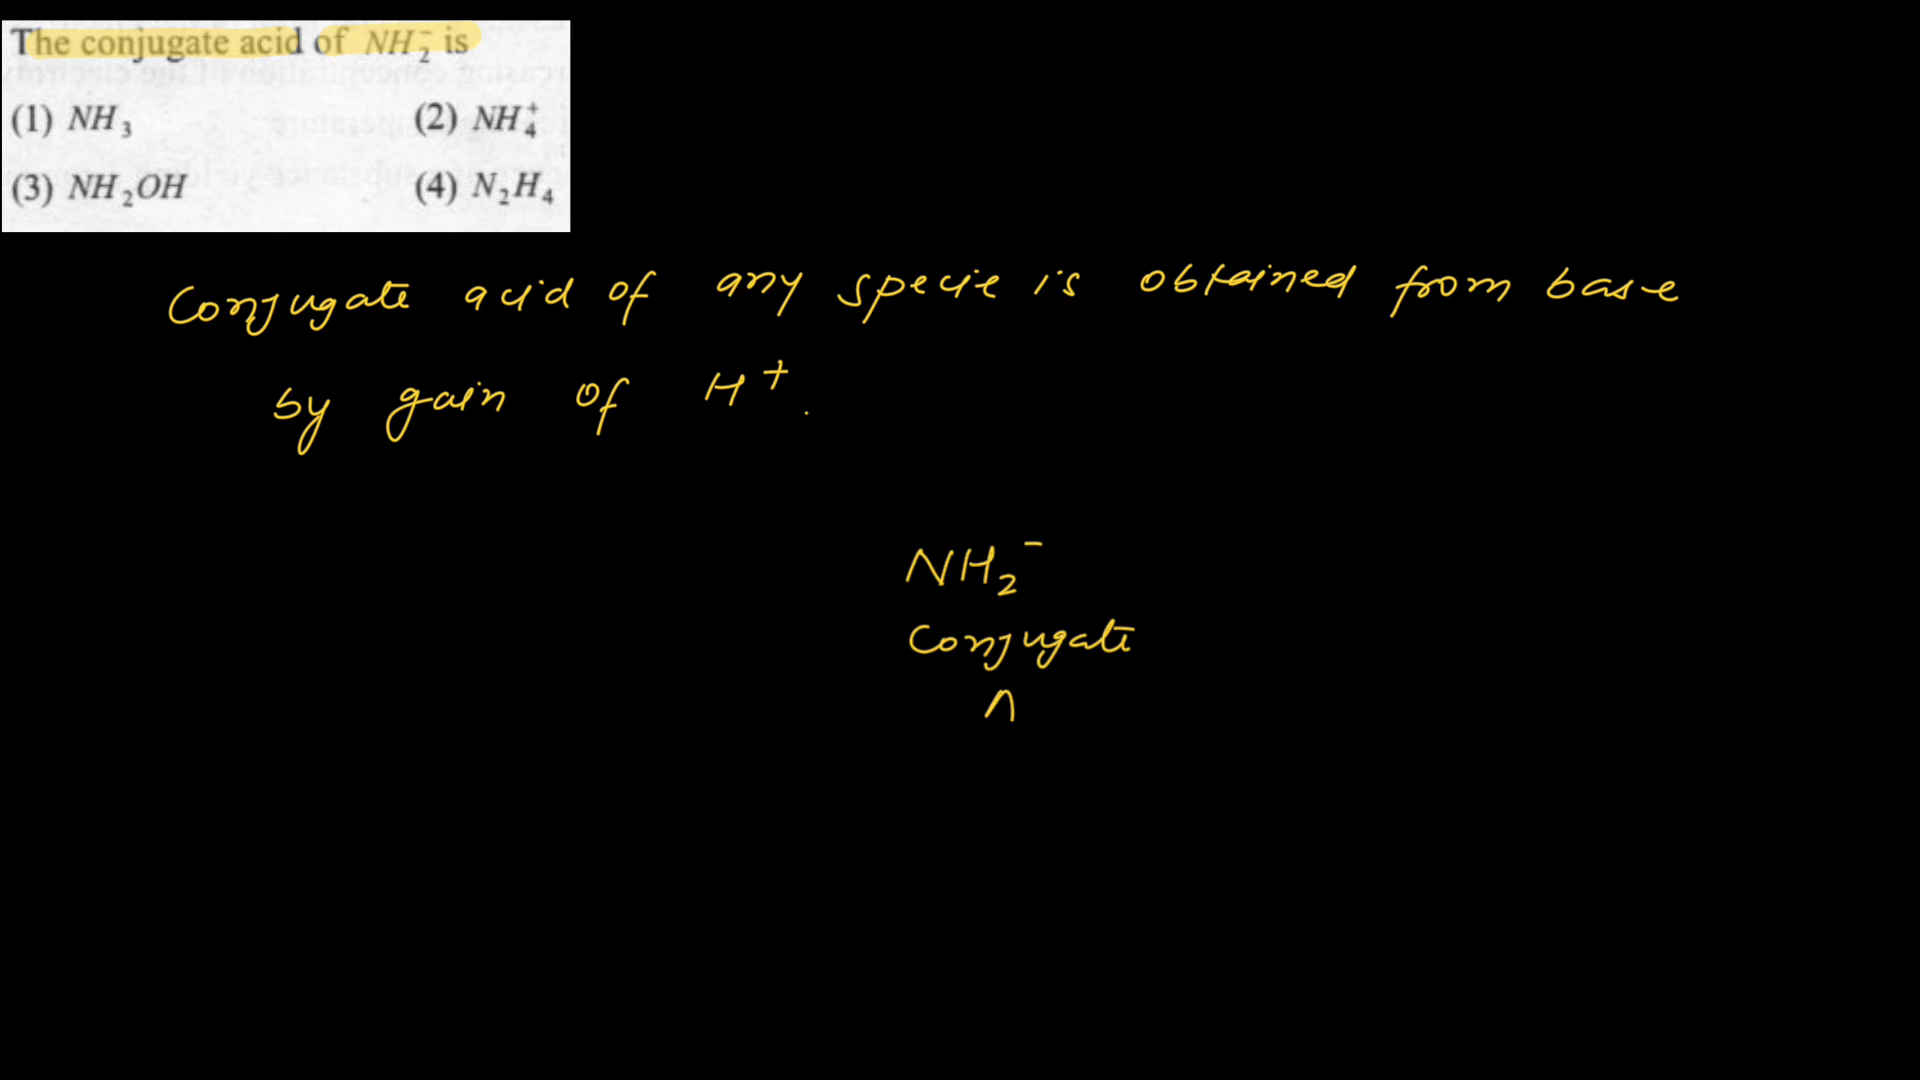 The conjugate acid of NH₂⁻ is
(1) NH₃ (2) NH₄⁺
(3) NH₂OH (4) N₂H₄
Conjugate acid of any specie is obtained from base
by gain of H⁺.
NH₂⁻
Conjugate